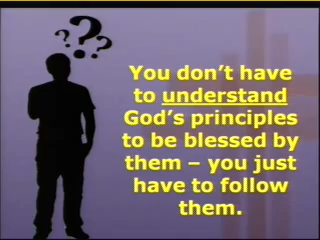 You don't have
to understand
God's principles
to be blessed by
them – you just
have to follow
them.